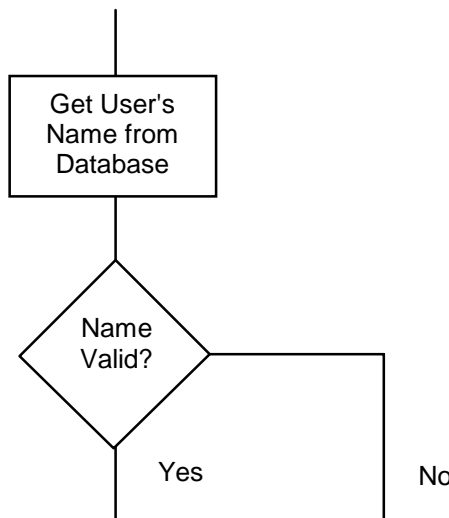 Get User's
Name from
Database
Name
Valid?
Yes
No